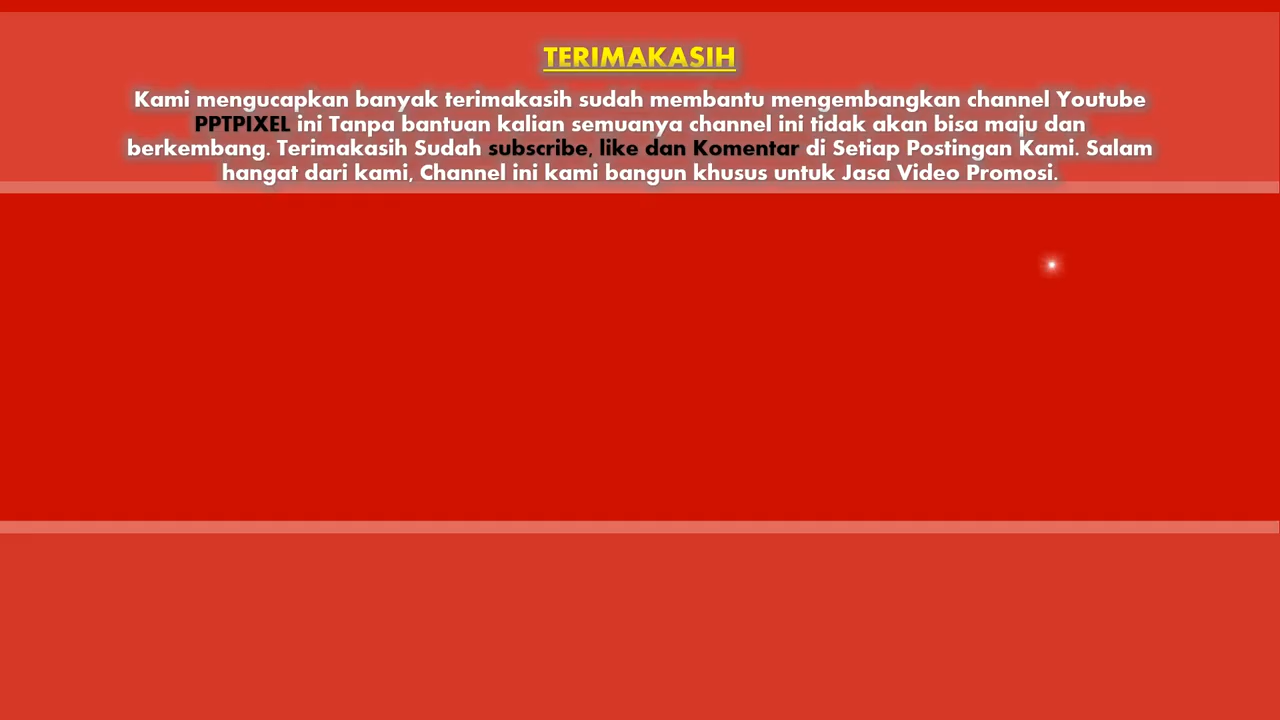 TERIMAKASIH
Kami mengucapkan banyak terimakasih sudah membantu mengembangkan channel Youtube
PPTPIXEL ini Tanpa bantuan kalian semuanya channel ini tidak akan bisa maju dan
berkembang. Terimakasih Sudah subscribe, like dan Komentar di Setiap Postingan Kami. Salam
hangat dari kami, Channel ini kami bangun khusus untuk Jasa Video Promosi.